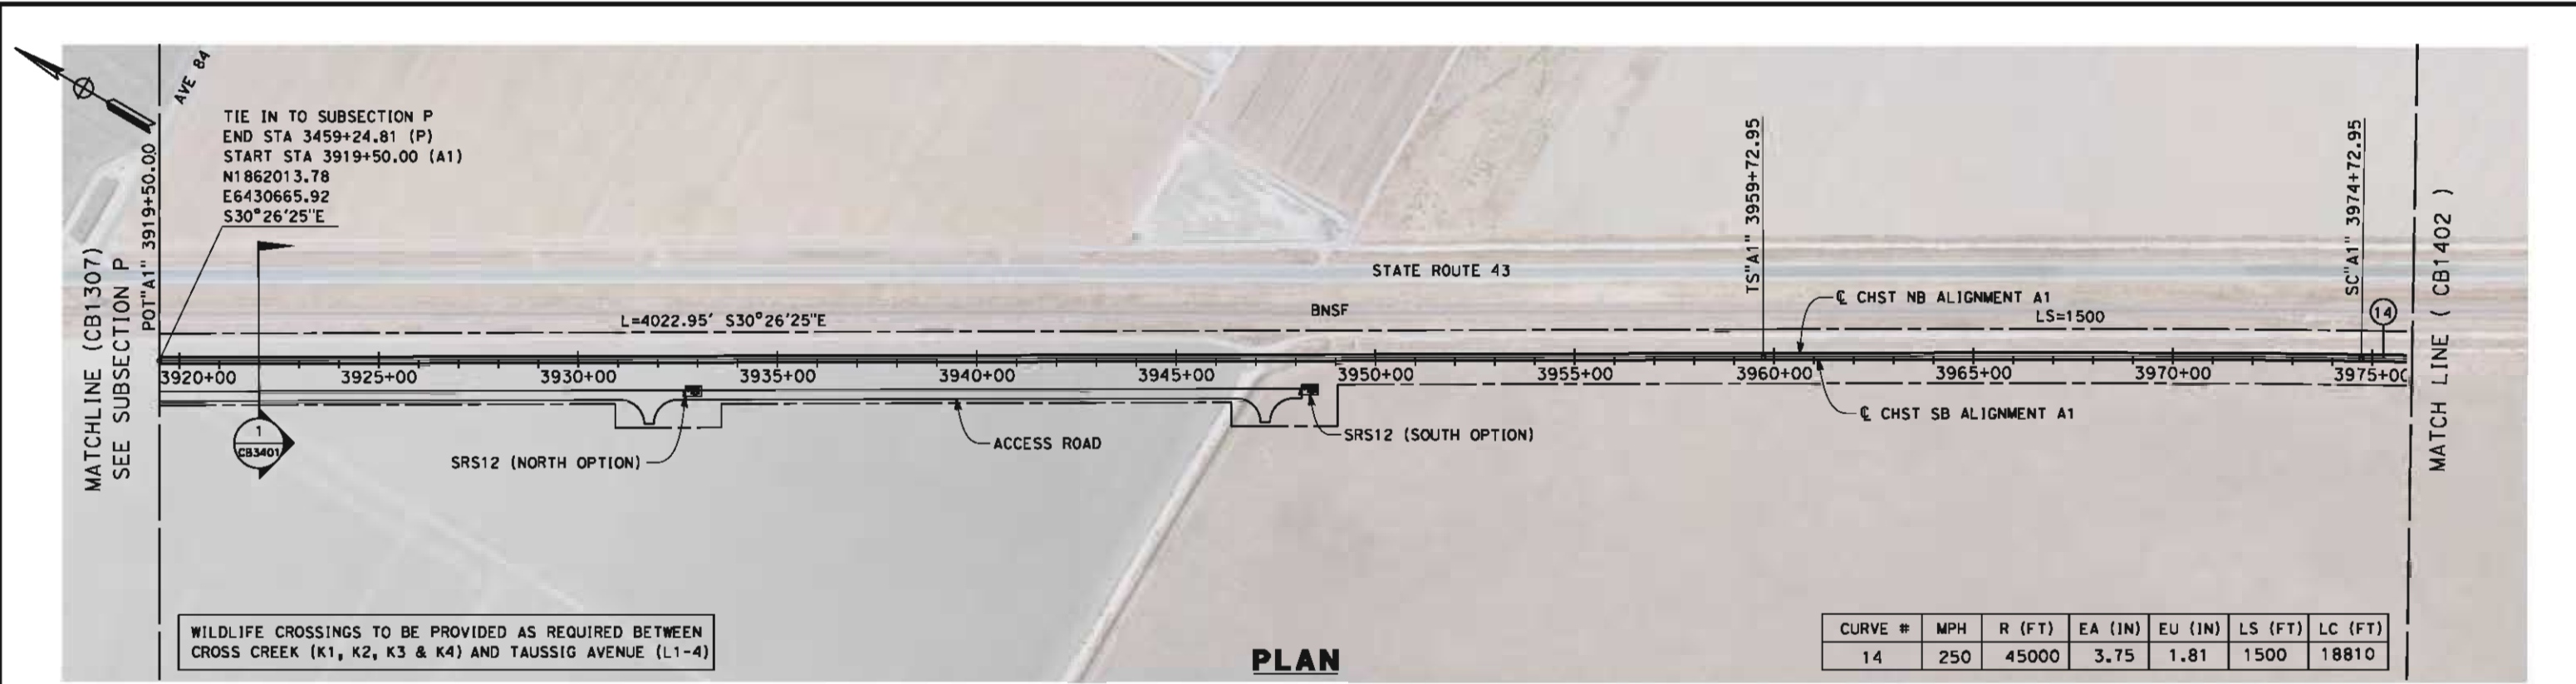 AVE 84
TIE IN TO SUBSECTION P
END STA 3459+24.81 (P)
START STA 3919+50.00 (A1)
N1862013.78
E6430665.92
S30°26'25"E
MATCHLINE (CB1307)
SEE SUBSECTION P
POT"A1" 3919+50.00
TS"A1" 3959+72.95
SC"A1" 3974+72.95
MATCH LINE ( CB1402 )
STATE ROUTE 43
BNSF
L=4022.95' S30°26'25"E
℄ CHST NB ALIGNMENT A1
LS=1500
14
3920+00 3925+00 3930+00 3935+00 3940+00 3945+00 3950+00 3955+00 3960+00 3965+00 3970+00 3975+00
℄ CHST SB ALIGNMENT A1
1
CB3401
SRS12 (NORTH OPTION)
ACCESS ROAD
SRS12 (SOUTH OPTION)
WILDLIFE CROSSINGS TO BE PROVIDED AS REQUIRED BETWEEN
CROSS CREEK (K1, K2, K3 & K4) AND TAUSSIG AVENUE (L1-4)
PLAN
CURVE # MPH R (FT) EA (IN) EU (IN) LS (FT) LC (FT)
14 250 45000 3.75 1.81 1500 18810